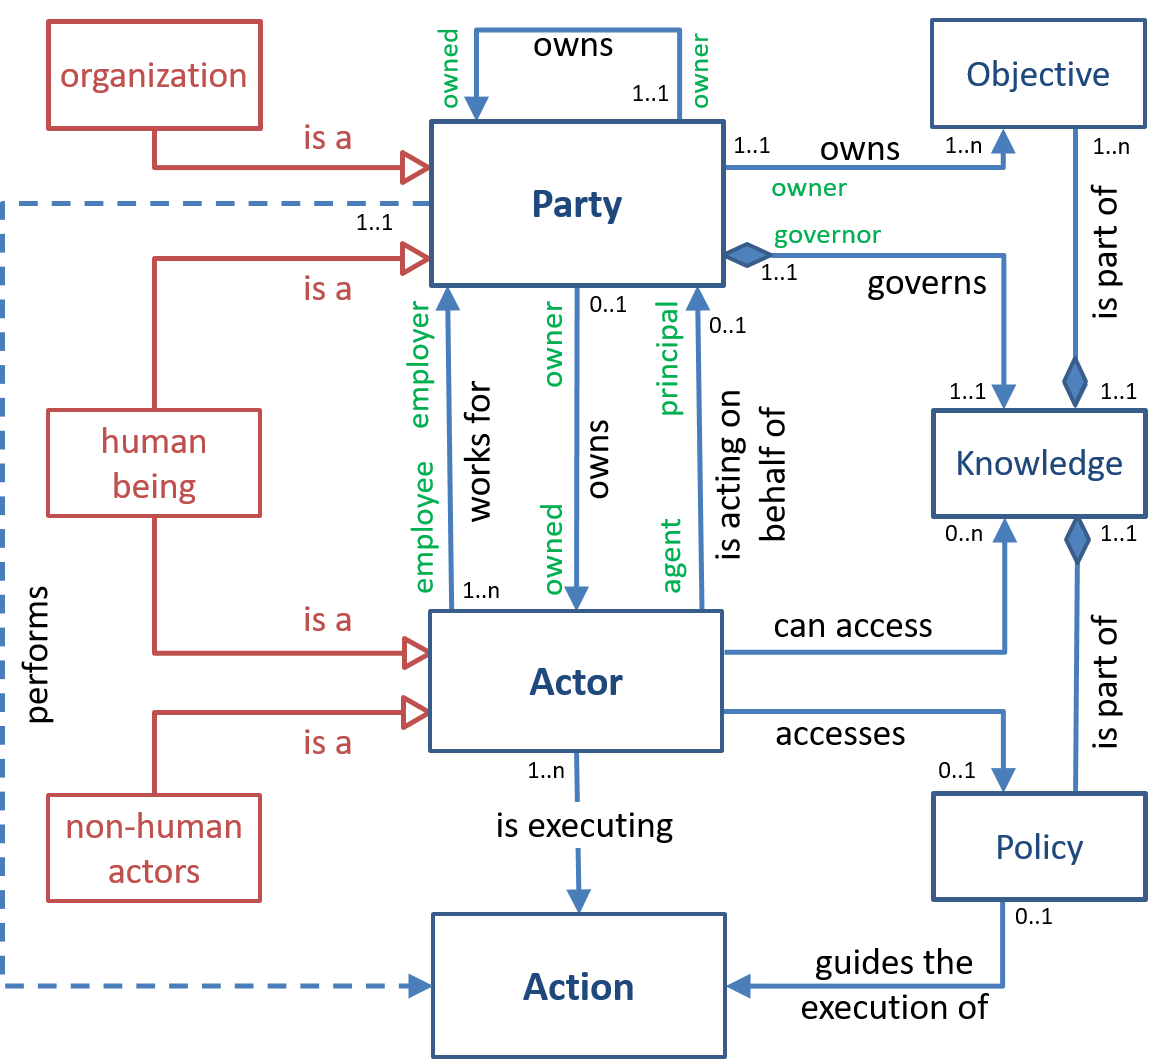 owned
owns
owner
1..1
organization
Objective
is a
1..1
owns
1..n
1..n
owner
Party
1..1
governor
1..1
governs
is part of
is a
0..1
0..1
employer
owner
principal
works for
owns
is acting on
behalf of
1..1
1..1
human
being
Knowledge
employee
owned
agent
0..n
1..1
1..n
is a
can access
performs
Actor
is part of
is a
accesses
1..n
0..1
non-human
actors
is executing
Policy
0..1
guides the
execution of
Action